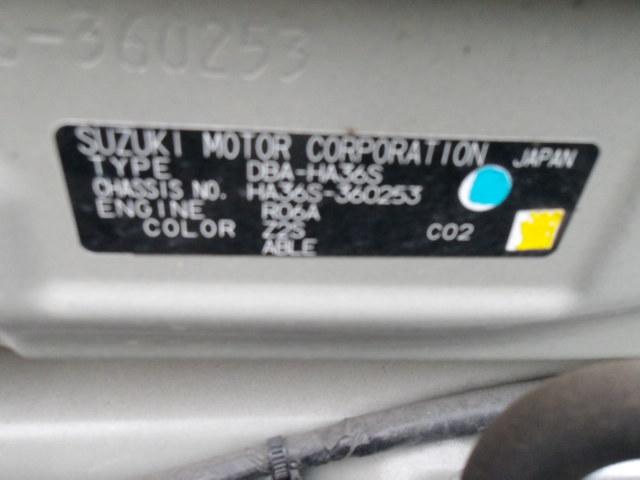 S-360253
SUZUKI MOTOR CORPORATION JAPAN
TYPE DBA-HA36S
CHASSIS NO. HA36S-360253
ENGINE R06A
COLOR Z2S C02
ABLE